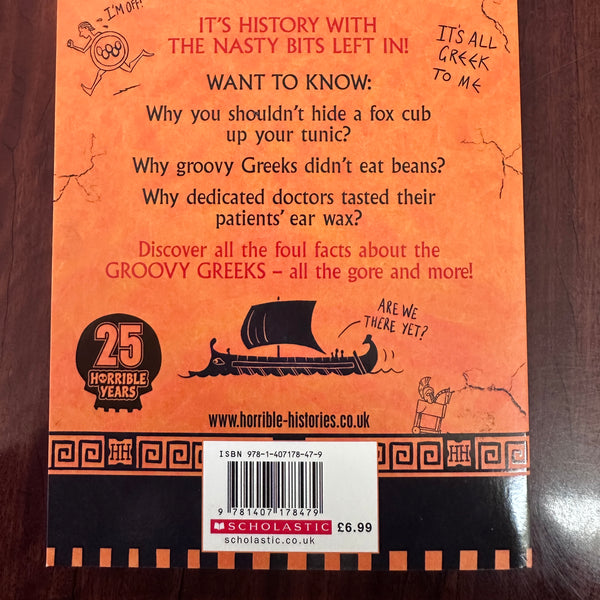 I'M OFF!
IT'S HISTORY WITH
THE NASTY BITS LEFT IN!
IT'S ALL
GREEK
TO ME
WANT TO KNOW:
Why you shouldn't hide a fox cub
up your tunic?
Why groovy Greeks didn't eat beans?
Why dedicated doctors tasted their
patients' ear wax?
Discover all the foul facts about the
GROOVY GREEKS – all the gore and more!
ARE WE
THERE YET?
25
HORRIBLE
YEARS
www.horrible-histories.co.uk
HH
HH
ISBN 978-1-407178-47-9
9 781407 178479
SCHOLASTIC
£6.99
scholastic.co.uk